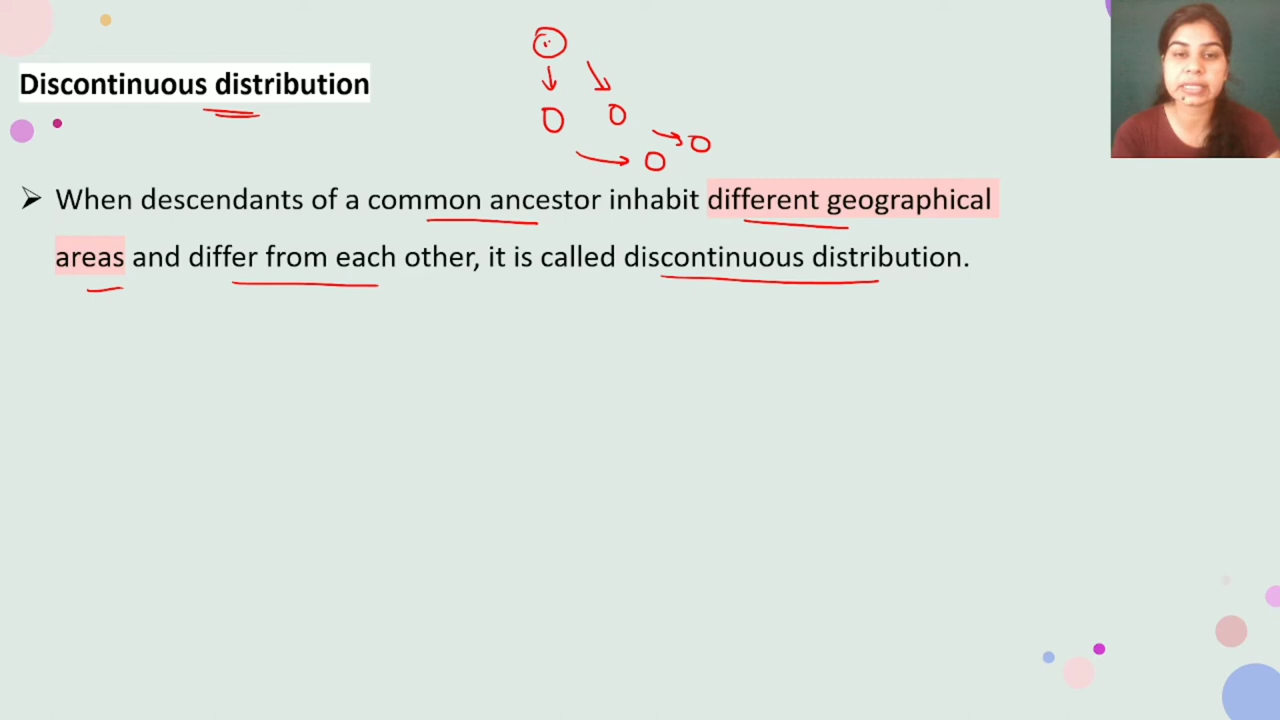 Discontinuous distribution
➤ When descendants of a common ancestor inhabit different geographical
areas and differ from each other, it is called discontinuous distribution.